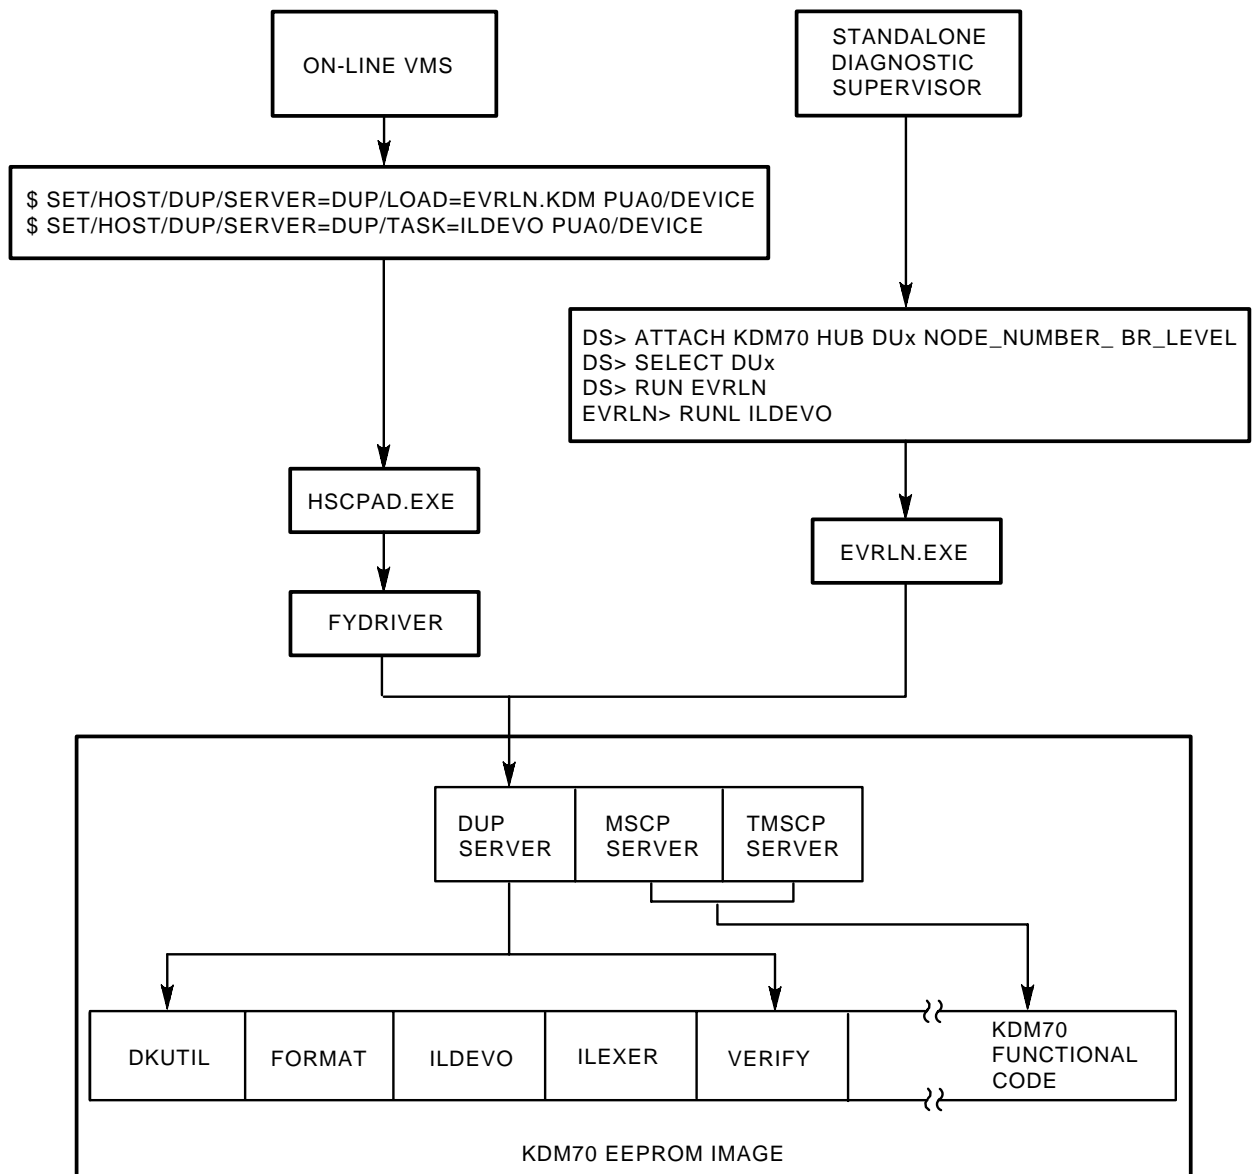 ON-LINE VMS
STANDALONE
DIAGNOSTIC
SUPERVISOR
$ SET/HOST/DUP/SERVER=DUP/LOAD=EVRLN.KDM PUA0/DEVICE
$ SET/HOST/DUP/SERVER=DUP/TASK=ILDEVO PUA0/DEVICE
DS> ATTACH KDM70 HUB DUx NODE_NUMBER_ BR_LEVEL
DS> SELECT DUx
DS> RUN EVRLN
EVRLN> RUNL ILDEVO
HSCPAD.EXE
EVRLN.EXE
FYDRIVER
DUP
SERVER
MSCP
SERVER
TMSCP
SERVER
DKUTIL
FORMAT
ILDEVO
ILEXER
VERIFY
KDM70
FUNCTIONAL
CODE
KDM70 EEPROM IMAGE